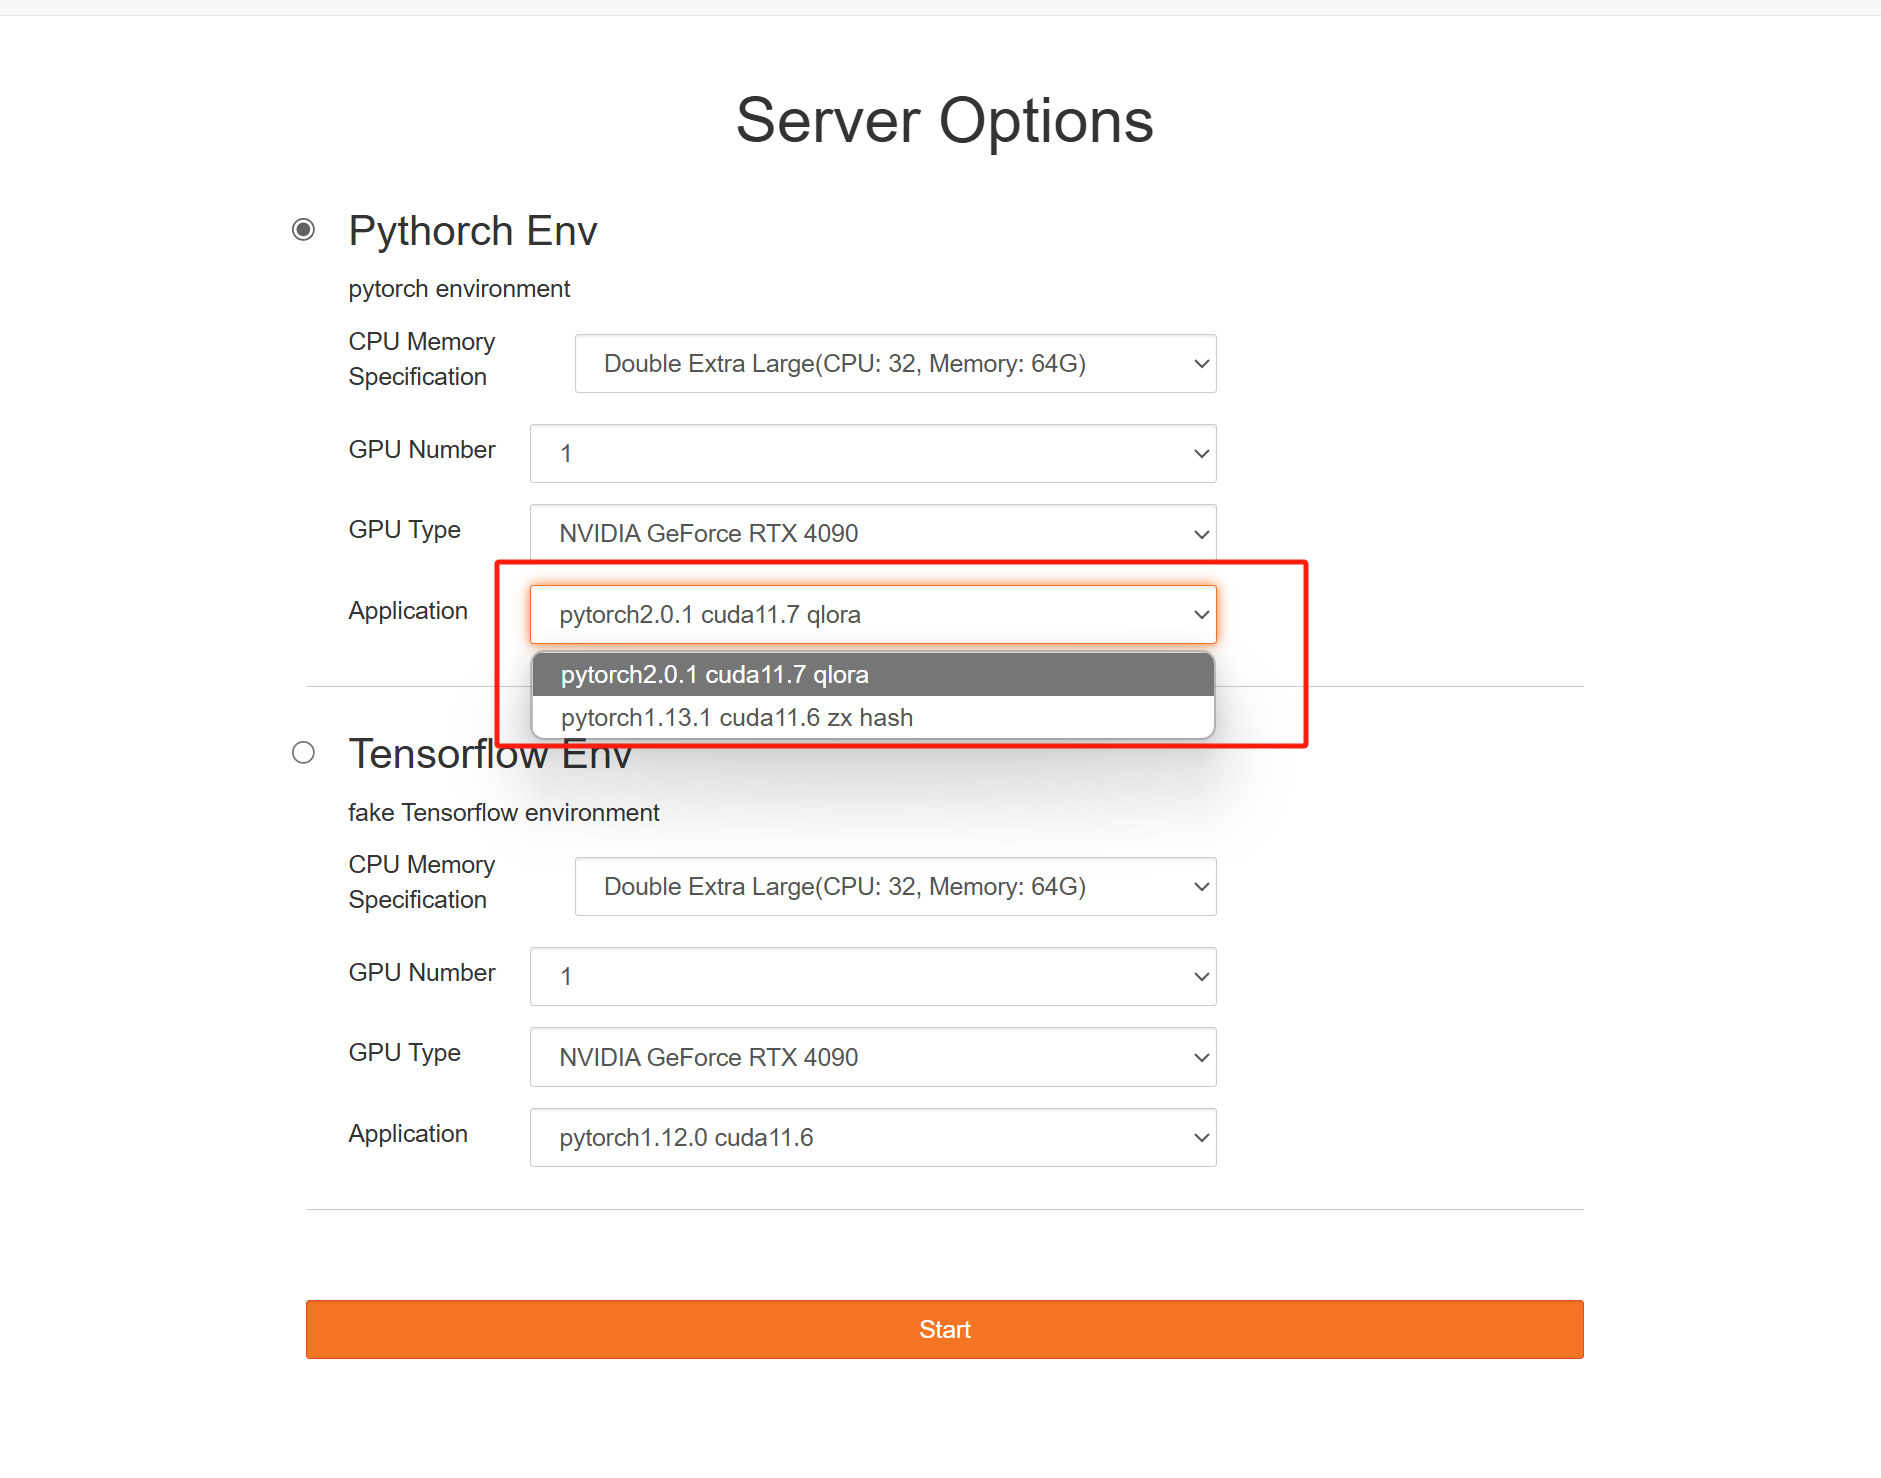 Server Options
Pythorch Env
pytorch environment
CPU Memory
Specification
Double Extra Large(CPU: 32, Memory: 64G)
GPU Number
1
GPU Type
NVIDIA GeForce RTX 4090
Application
pytorch2.0.1 cuda11.7 qlora
pytorch2.0.1 cuda11.7 qlora
pytorch1.13.1 cuda11.6 zx hash
Tensorflow Env
fake Tensorflow environment
CPU Memory
Specification
Double Extra Large(CPU: 32, Memory: 64G)
GPU Number
1
GPU Type
NVIDIA GeForce RTX 4090
Application
pytorch1.12.0 cuda11.6
Start